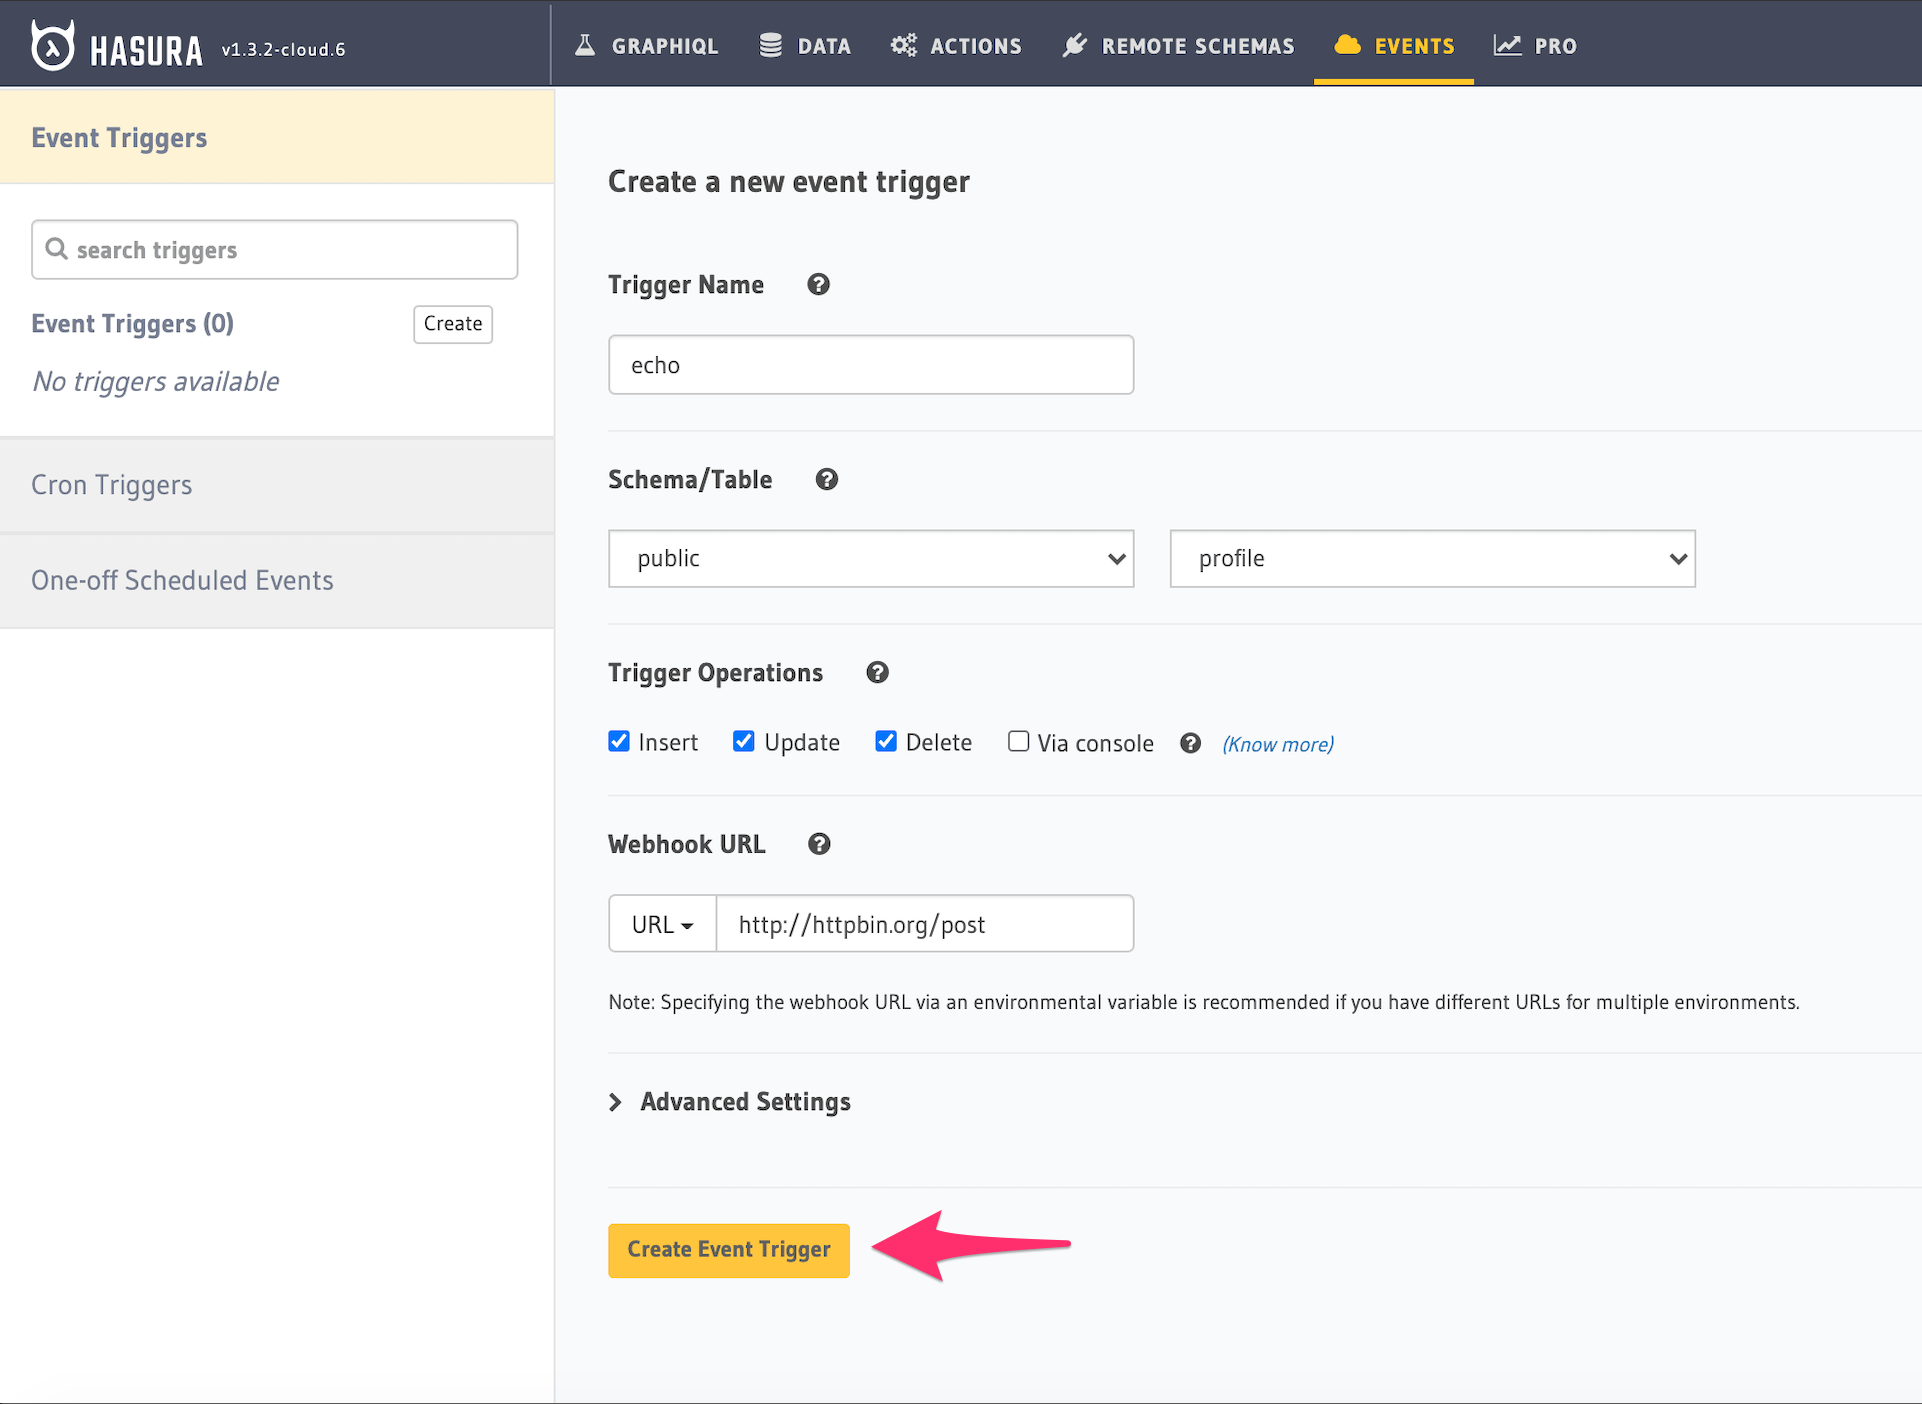 HASURA v1.3.2-cloud.6
GRAPHIQL DATA ACTIONS REMOTE SCHEMAS EVENTS PRO
Event Triggers
search triggers
Event Triggers (0) Create
No triggers available
Cron Triggers
One-off Scheduled Events
Create a new event trigger
Trigger Name
echo
Schema/Table
public profile
Trigger Operations
Insert Update Delete Via console (Know more)
Webhook URL
URL http://httpbin.org/post
Note: Specifying the webhook URL via an environmental variable is recommended if you have different URLs for multiple environments.
Advanced Settings
Create Event Trigger